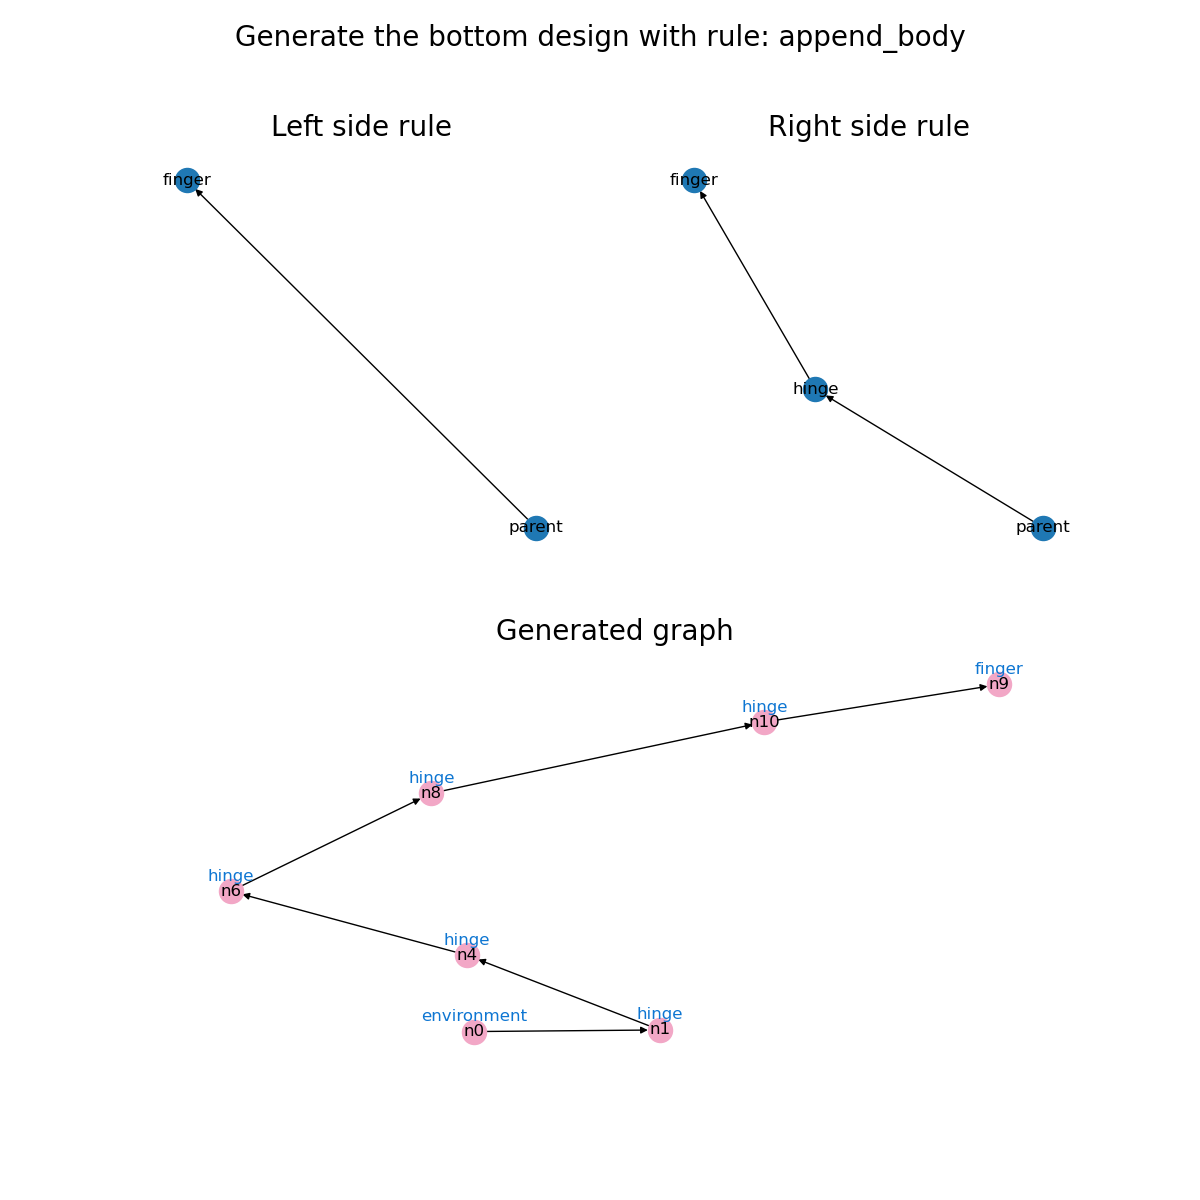 Generate the bottom design with rule: append_body
Left side rule
Right side rule
finger
finger
hinge
parent
parent
Generated graph
finger
n9
hinge
n10
hinge
n8
hinge
n6
hinge
n4
environment
n0
hinge
n1